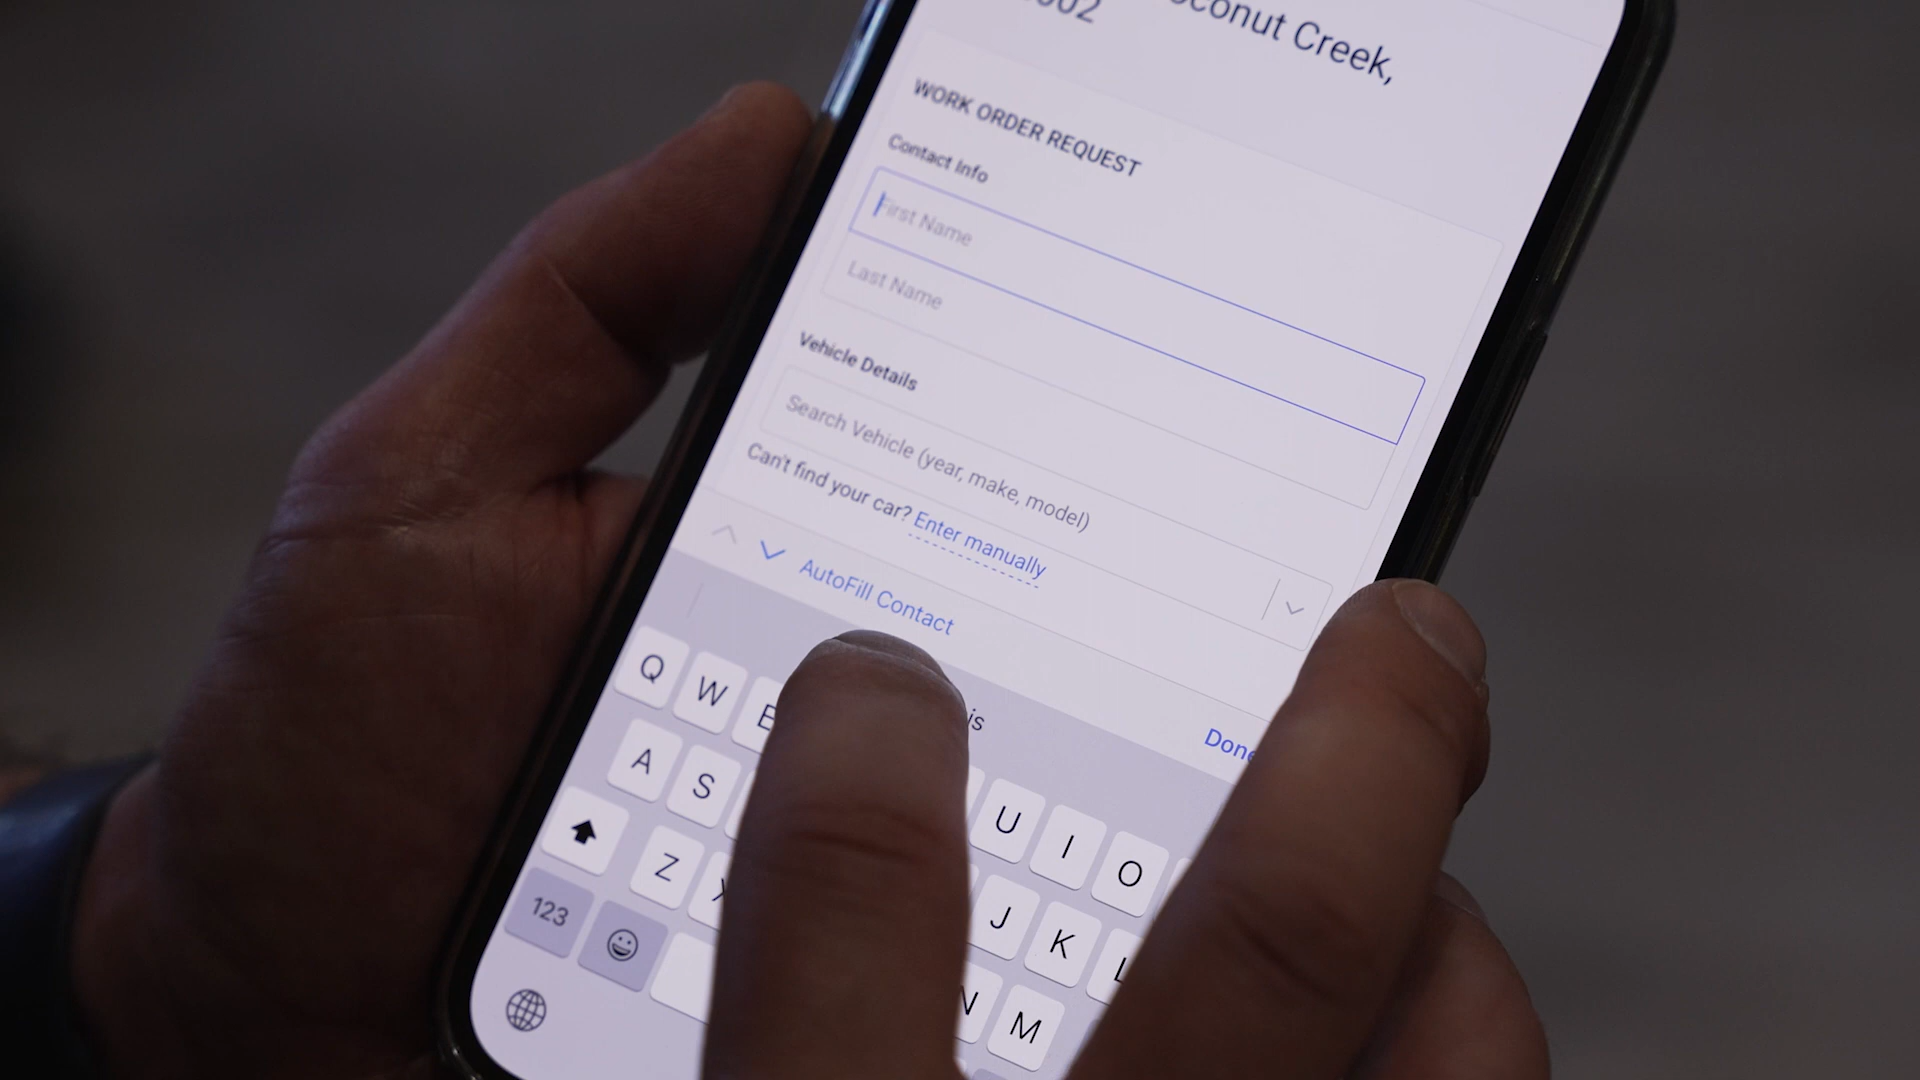 Creek,
WORK ORDER REQUEST
Contact Info
First Name
Last Name
Vehicle Details
Search Vehicle (year, make, model)
Can't find your car? Enter manually
AutoFill Contact
Done
is
Q W E U I O
A S J K L
Z X N M
123